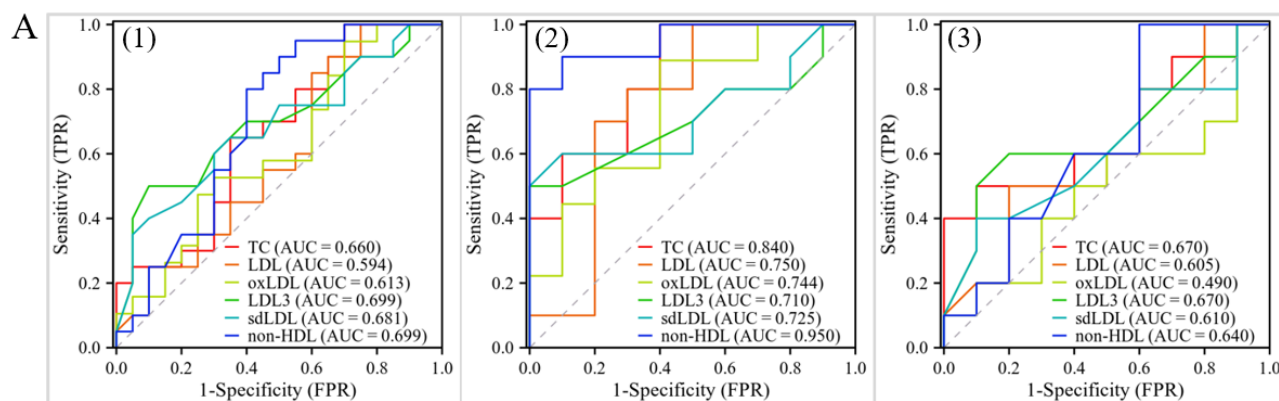 A
(1)
1.0
0.8
0.6
0.4
0.2
0.0
Sensitivity (TPR)
TC (AUC = 0.660)
LDL (AUC = 0.594)
oxLDL (AUC = 0.613)
LDL3 (AUC = 0.699)
sdLDL (AUC = 0.681)
non-HDL (AUC = 0.699)
0.0 0.2 0.4 0.6 0.8 1.0
1-Specificity (FPR)
(2)
1.0
0.8
0.6
0.4
0.2
0.0
Sensitivity (TPR)
TC (AUC = 0.840)
LDL (AUC = 0.750)
oxLDL (AUC = 0.744)
LDL3 (AUC = 0.710)
sdLDL (AUC = 0.725)
non-HDL (AUC = 0.950)
0.0 0.2 0.4 0.6 0.8 1.0
1-Specificity (FPR)
(3)
1.0
0.8
0.6
0.4
0.2
0.0
Sensitivity (TPR)
TC (AUC = 0.670)
LDL (AUC = 0.605)
oxLDL (AUC = 0.490)
LDL3 (AUC = 0.670)
sdLDL (AUC = 0.610)
non-HDL (AUC = 0.640)
0.0 0.2 0.4 0.6 0.8 1.0
1-Specificity (FPR)